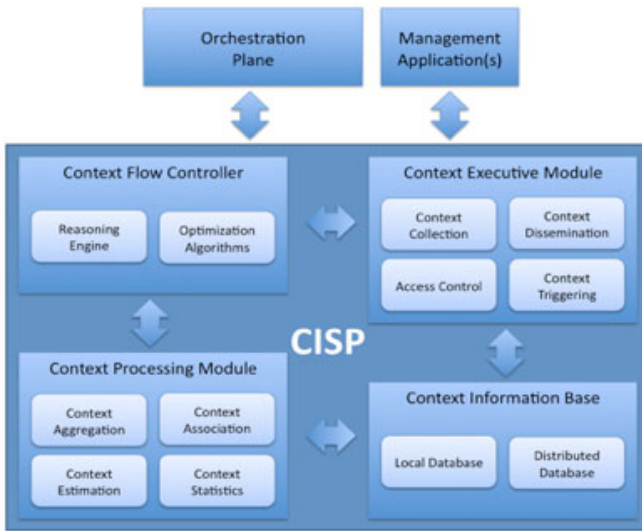 Orchestration
Plane
Management
Application(s)
Context Flow Controller
Reasoning
Engine
Optimization
Algorithms
Context Executive Module
Context
Collection
Context
Dissemination
Access Control
Context
Triggering
CISP
Context Processing Module
Context
Aggregation
Context
Association
Context
Estimation
Context
Statistics
Context Information Base
Local Database
Distributed
Database